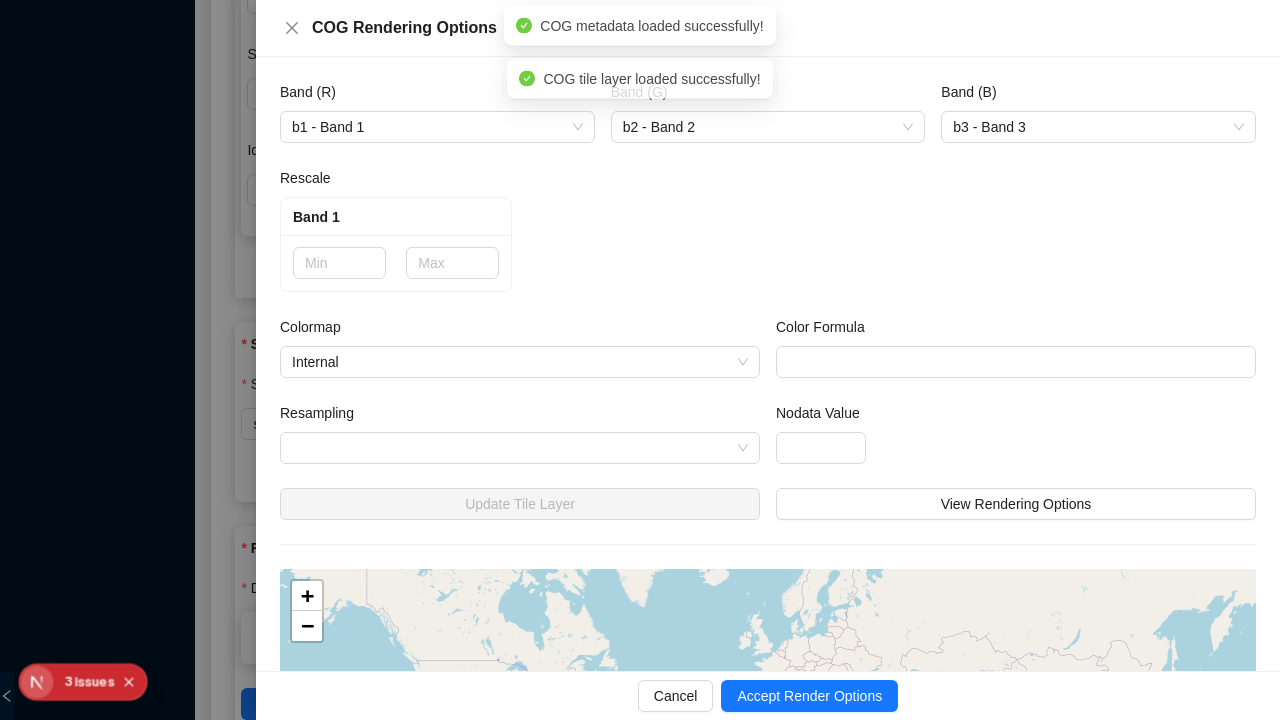 COG Rendering Options
COG metadata loaded successfully!
COG tile layer loaded successfully!
Band (R)
Band (G)
Band (B)
b1 - Band 1
b2 - Band 2
b3 - Band 3
Rescale
Band 1
Min
Max
Colormap
Color Formula
Internal
Resampling
Nodata Value
Update Tile Layer
View Rendering Options
+
−
3 Issues
Cancel
Accept Render Options